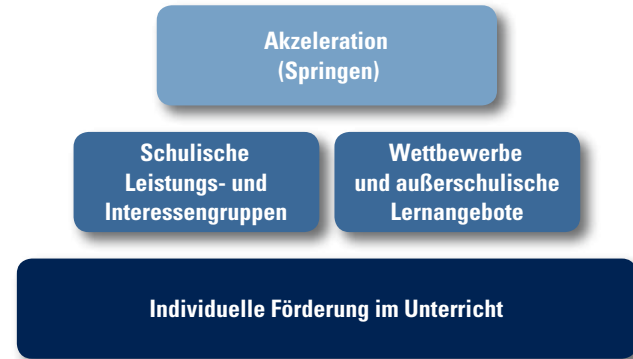 Akzeleration
(Springen)
Schulische
Leistungs- und
Interessengruppen
Wettbewerbe
und außerschulische
Lernangebote
Individuelle Förderung im Unterricht